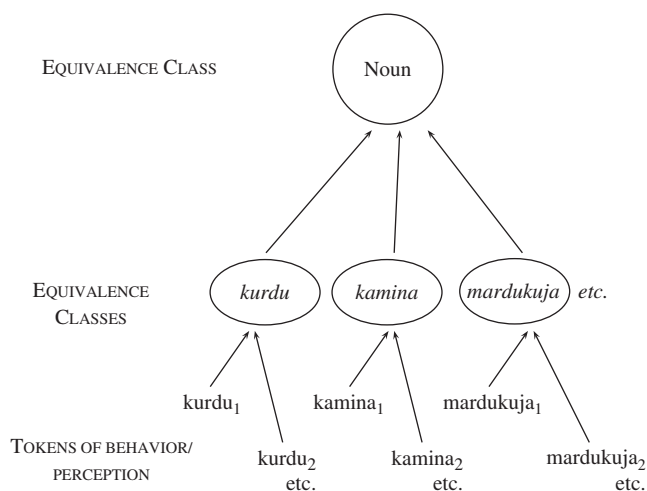 EQUIVALENCE CLASS
Noun
EQUIVALENCE
CLASSES
kurdu
kamina
mardukuja
etc.
kurdu1
kamina1
mardukuja1
TOKENS OF BEHAVIOR/
PERCEPTION
kurdu2
etc.
kamina2
etc.
mardukuja2
etc.